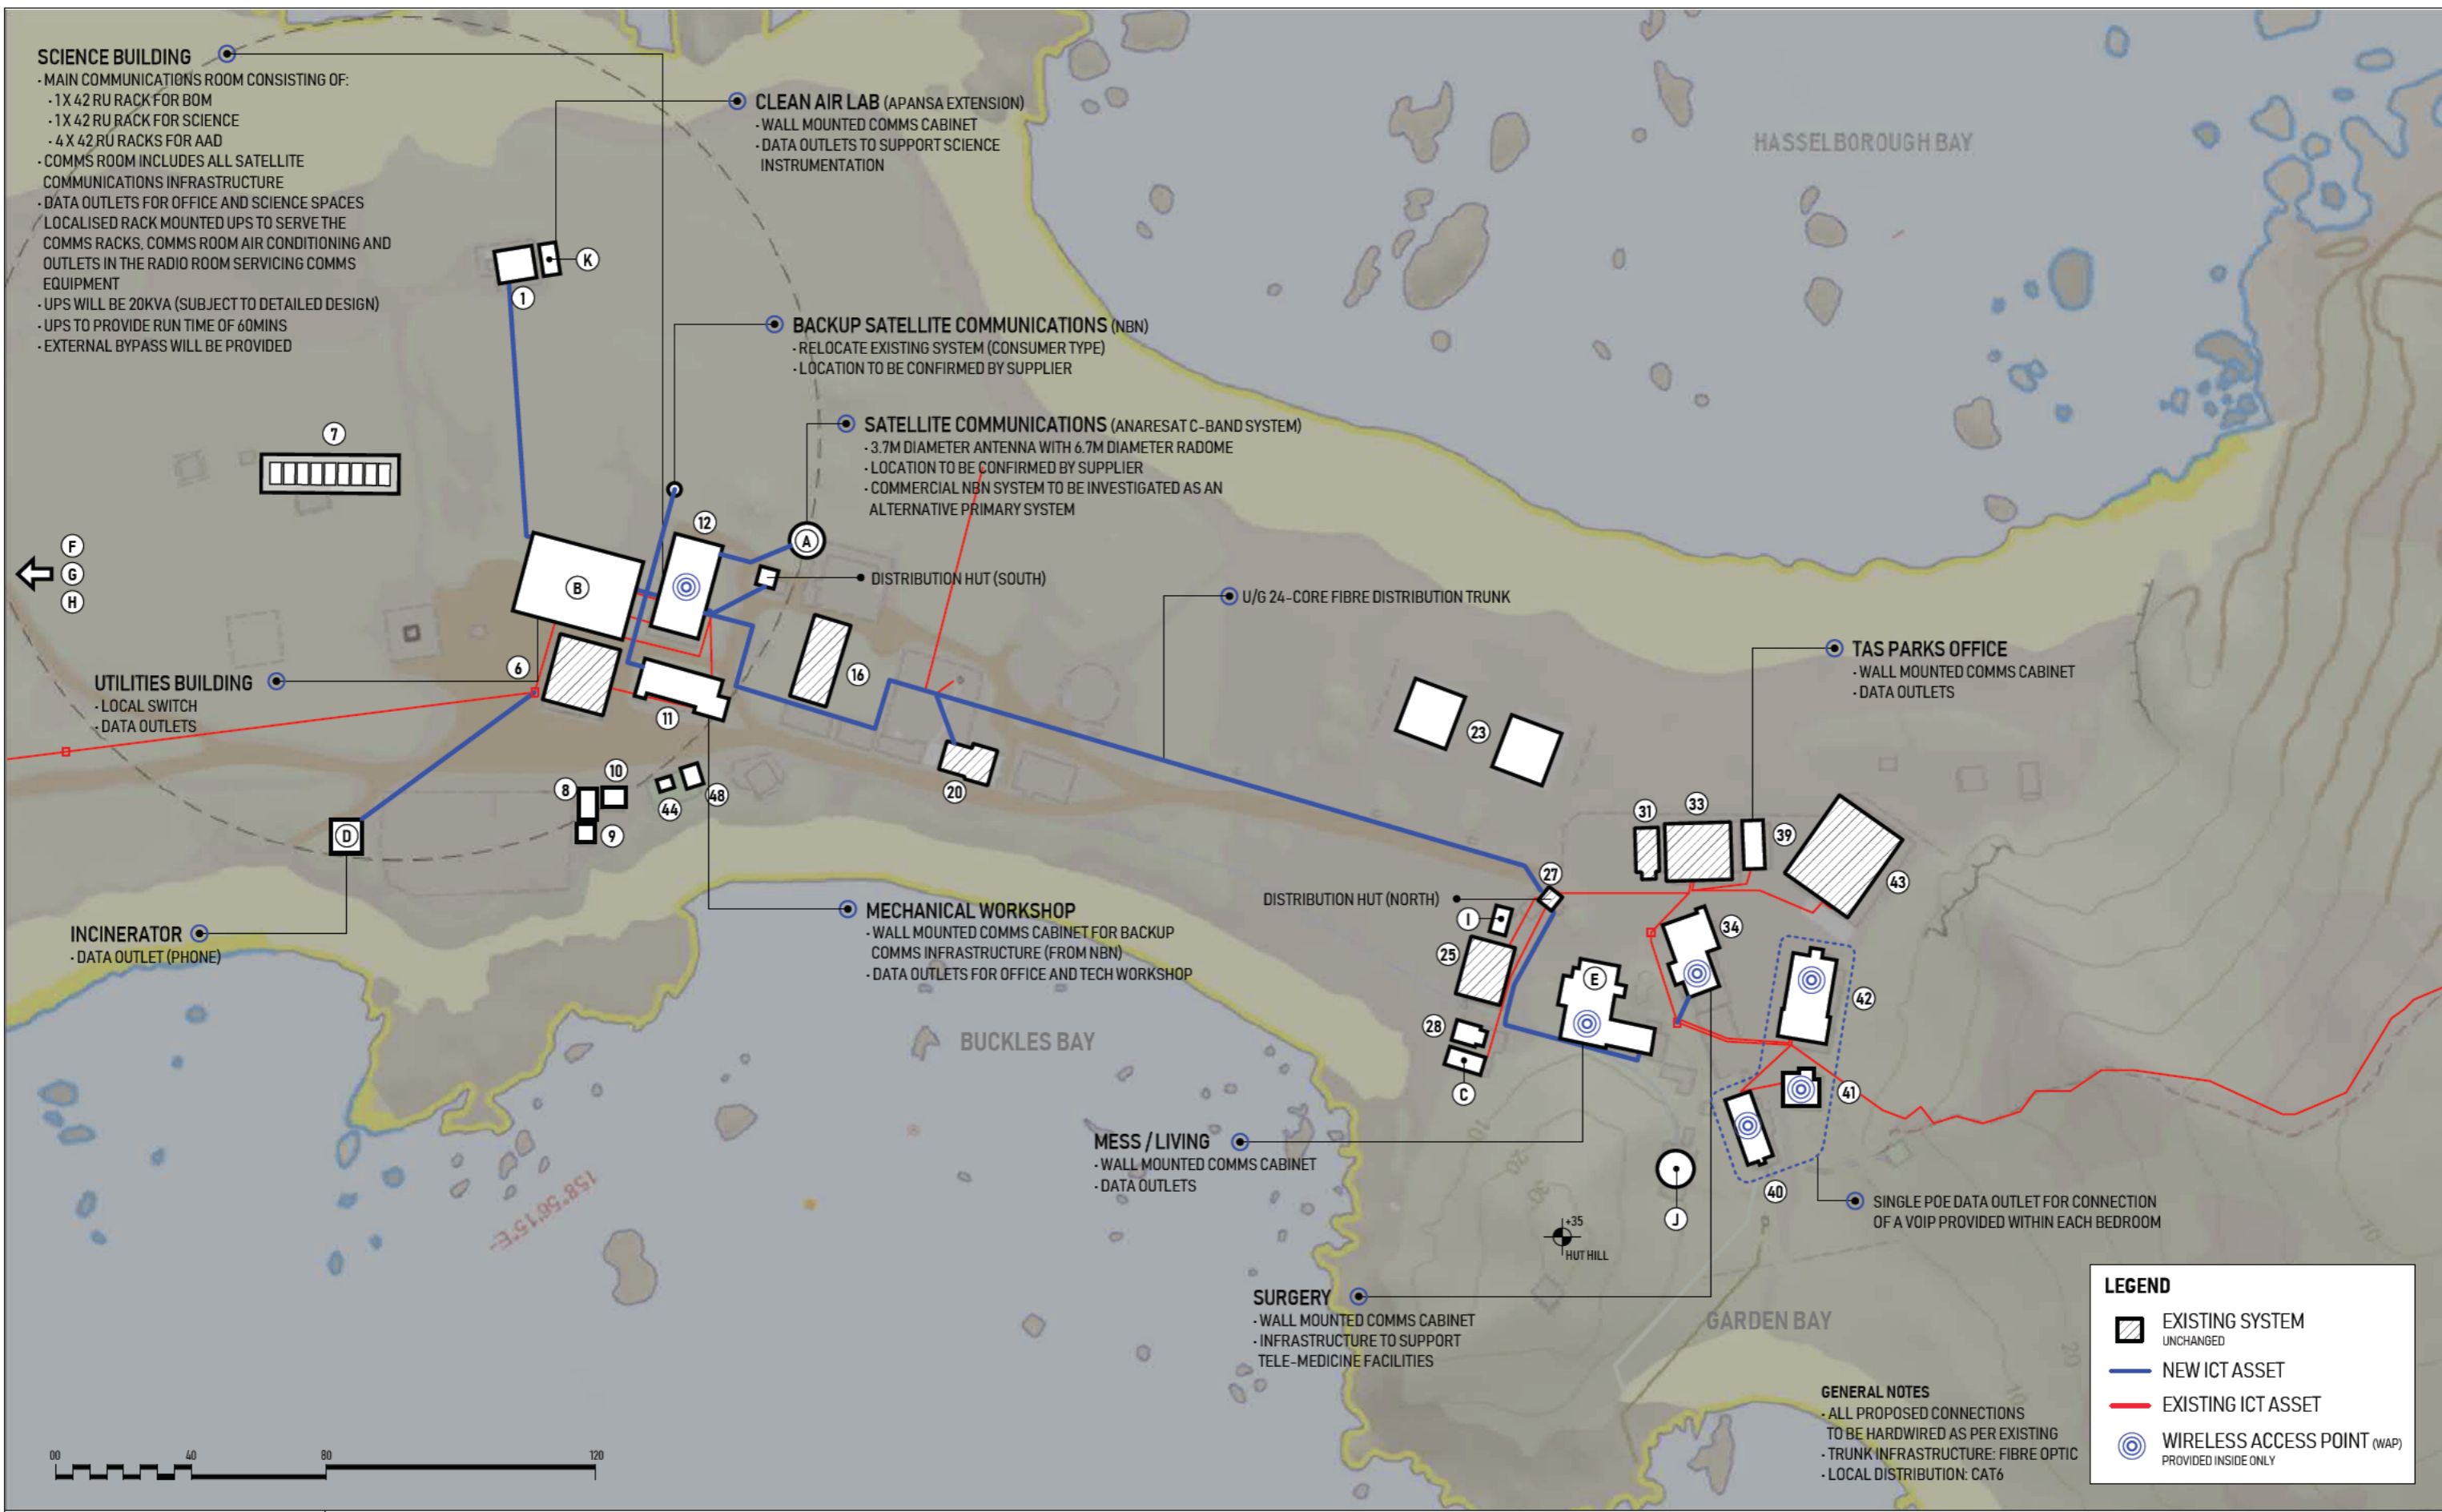 SCIENCE BUILDING
· MAIN COMMUNICATIONS ROOM CONSISTING OF:
· 1 X 42 RU RACK FOR BOM
· 1 X 42 RU RACK FOR SCIENCE
· 4 X 42 RU RACKS FOR AAD
· COMMS ROOM INCLUDES ALL SATELLITE
COMMUNICATIONS INFRASTRUCTURE
· DATA OUTLETS FOR OFFICE AND SCIENCE SPACES
LOCALISED RACK MOUNTED UPS TO SERVE THE
COMMS RACKS, COMMS ROOM AIR CONDITIONING AND
OUTLETS IN THE RADIO ROOM SERVICING COMMS
EQUIPMENT
· UPS WILL BE 20KVA (SUBJECT TO DETAILED DESIGN)
· UPS TO PROVIDE RUN TIME OF 60MINS
· EXTERNAL BYPASS WILL BE PROVIDED
CLEAN AIR LAB (APANSA EXTENSION)
· WALL MOUNTED COMMS CABINET
· DATA OUTLETS TO SUPPORT SCIENCE
INSTRUMENTATION
HASSELBOROUGH BAY
K
1
BACKUP SATELLITE COMMUNICATIONS (NBN)
· RELOCATE EXISTING SYSTEM (CONSUMER TYPE)
· LOCATION TO BE CONFIRMED BY SUPPLIER
SATELLITE COMMUNICATIONS (ANARESAT C-BAND SYSTEM)
· 3.7M DIAMETER ANTENNA WITH 6.7M DIAMETER RADOME
· LOCATION TO BE CONFIRMED BY SUPPLIER
· COMMERCIAL NBN SYSTEM TO BE INVESTIGATED AS AN
ALTERNATIVE PRIMARY SYSTEM
7
12
A
F
G
H
B
DISTRIBUTION HUT (SOUTH)
U/G 24-CORE FIBRE DISTRIBUTION TRUNK
TAS PARKS OFFICE
· WALL MOUNTED COMMS CABINET
· DATA OUTLETS
6
16
UTILITIES BUILDING
· LOCAL SWITCH
· DATA OUTLETS
11
23
10
8
44
48
20
9
D
31
33
39
43
27
DISTRIBUTION HUT (NORTH)
I
34
25
E
42
28
C
41
INCINERATOR
· DATA OUTLET (PHONE)
MECHANICAL WORKSHOP
· WALL MOUNTED COMMS CABINET FOR BACKUP
COMMS INFRASTRUCTURE (FROM NBN)
· DATA OUTLETS FOR OFFICE AND TECH WORKSHOP
BUCKLES BAY
MESS / LIVING
· WALL MOUNTED COMMS CABINET
· DATA OUTLETS
158°56'15"E
10
20
30
40
J
SINGLE POE DATA OUTLET FOR CONNECTION
OF A VOIP PROVIDED WITHIN EACH BEDROOM
+35
HUT HILL
10
SURGERY
· WALL MOUNTED COMMS CABINET
· INFRASTRUCTURE TO SUPPORT
TELE-MEDICINE FACILITIES
GARDEN BAY
20
10
GENERAL NOTES
· ALL PROPOSED CONNECTIONS
TO BE HARDWIRED AS PER EXISTING
· TRUNK INFRASTRUCTURE: FIBRE OPTIC
· LOCAL DISTRIBUTION: CAT6
LEGEND
EXISTING SYSTEM
UNCHANGED
NEW ICT ASSET
EXISTING ICT ASSET
WIRELESS ACCESS POINT (WAP)
PROVIDED INSIDE ONLY
00 40 80 120